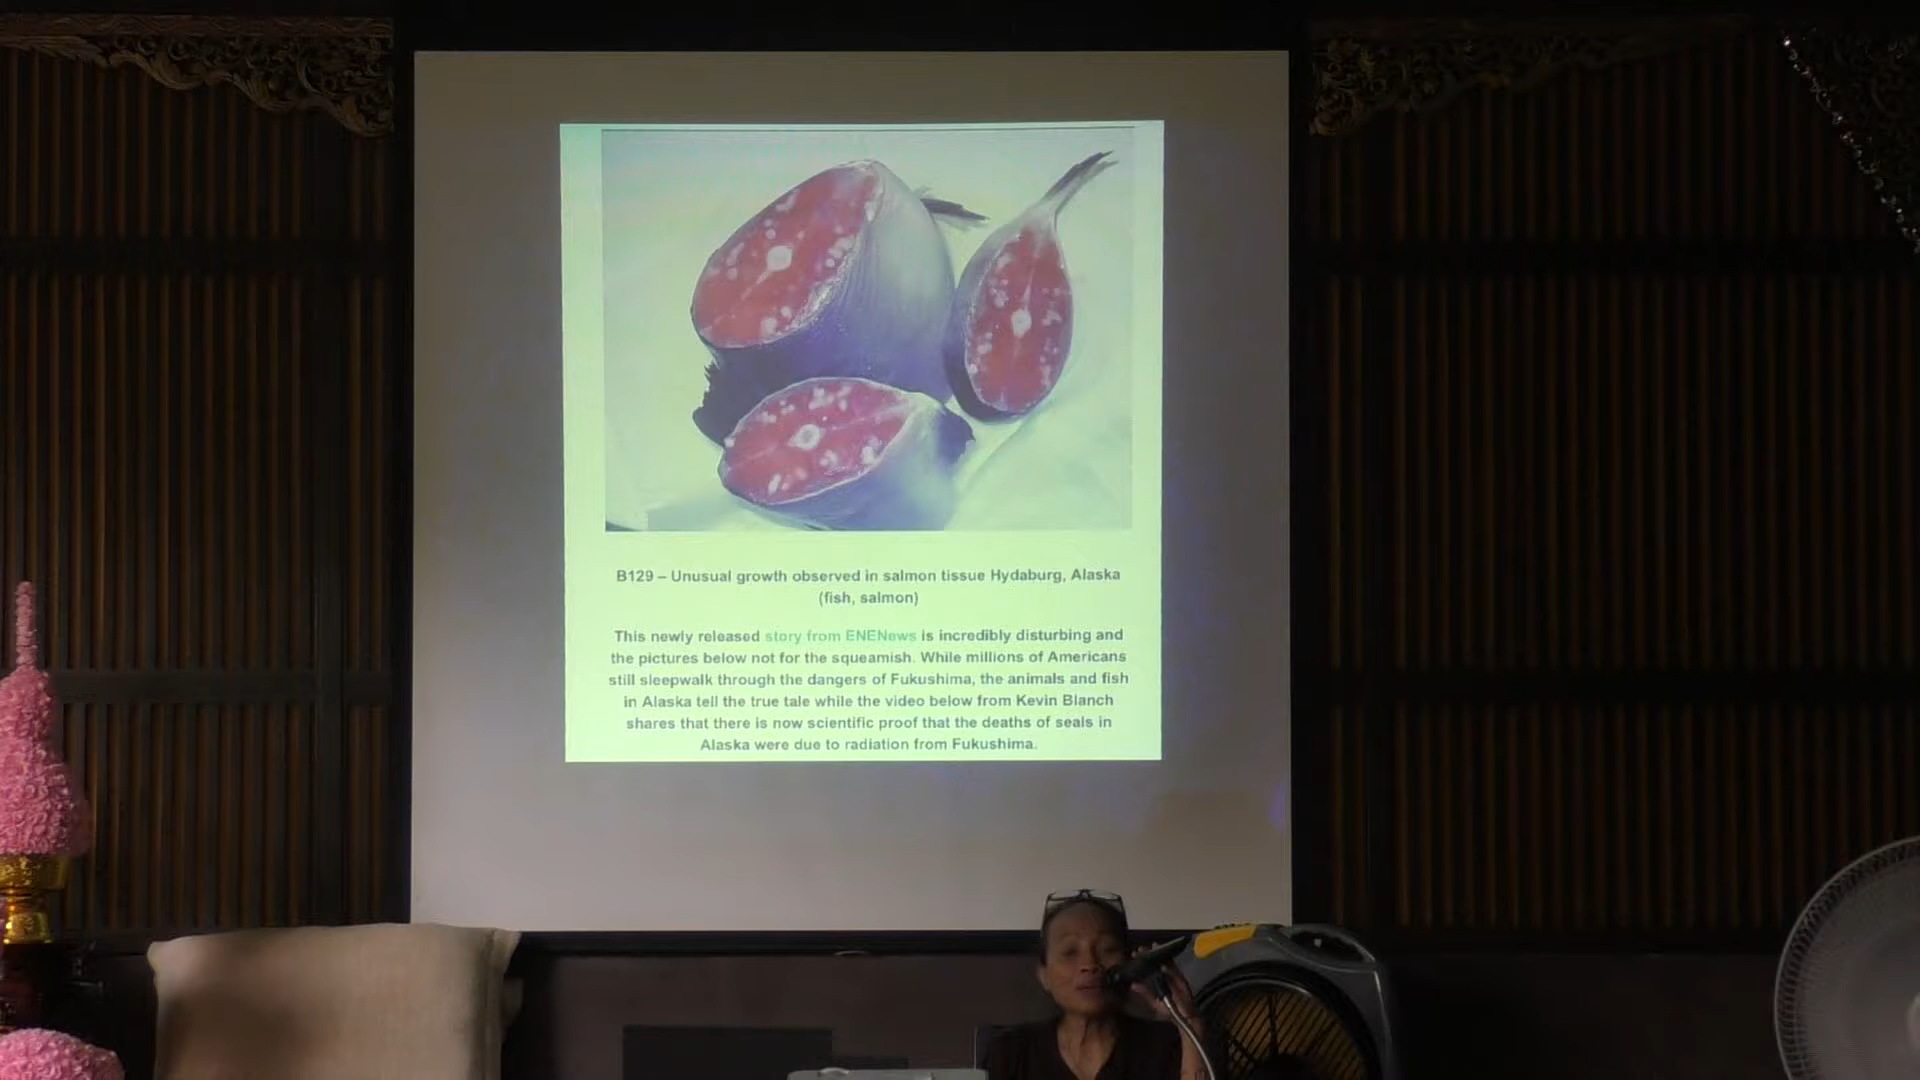 B129 – Unusual growth observed in salmon tissue Hydaburg, Alaska
(fish, salmon)
This newly released story from ENENews is incredibly disturbing and
the pictures below not for the squeamish. While millions of Americans
still sleepwalk through the dangers of Fukushima, the animals and fish
in Alaska tell the true tale while the video below from Kevin Blanch
shares that there is now scientific proof that the deaths of seals in
Alaska were due to radiation from Fukushima.